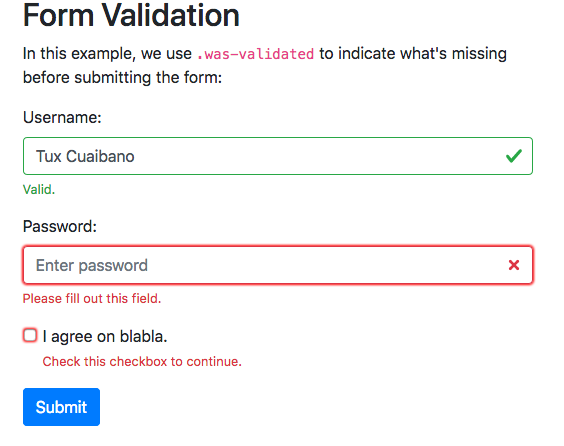 Form Validation
In this example, we use .was-validated to indicate what's missing
before submitting the form:
Username:
Tux Cuaibano
Valid.
Password:
Enter password
Please fill out this field.
I agree on blabla.
Check this checkbox to continue.
Submit